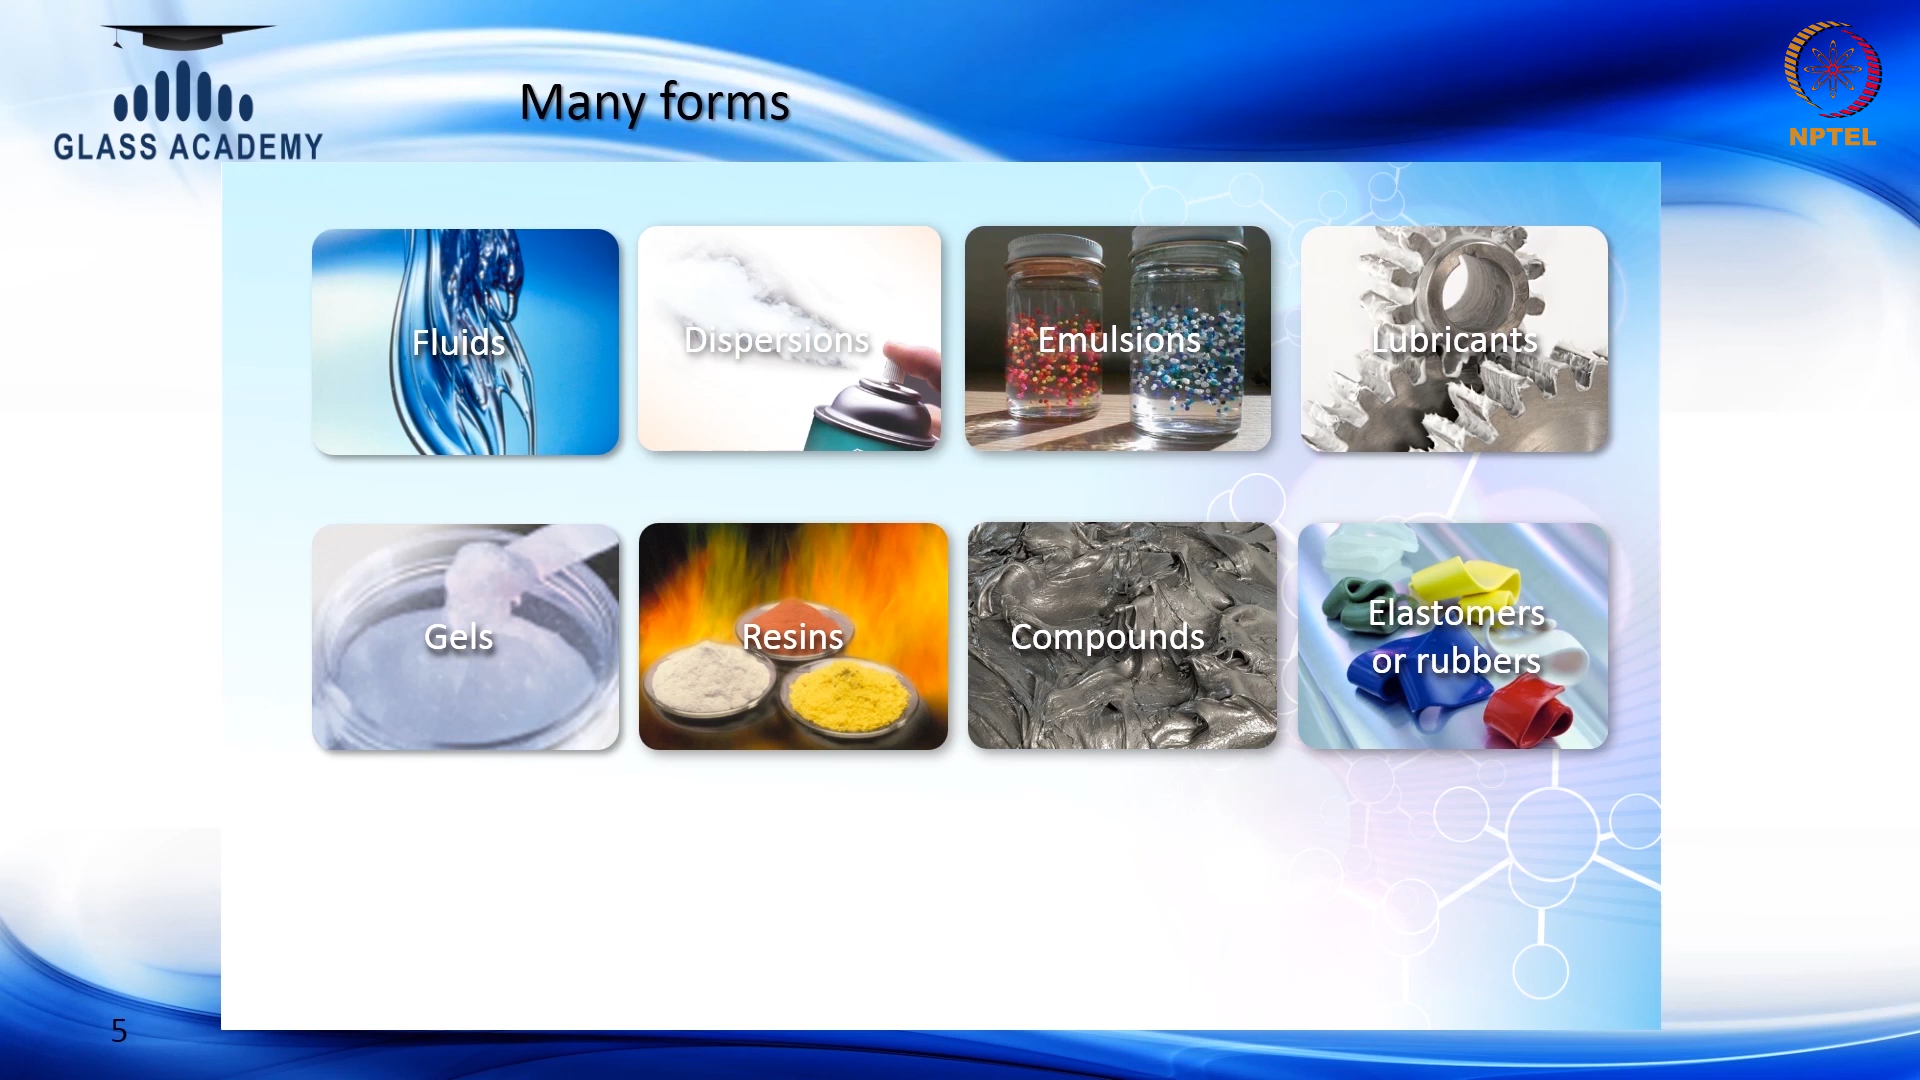 GLASS ACADEMY
Many forms
NPTEL
Fluids
Dispersions
Emulsions
Lubricants
Gels
Resins
Compounds
Elastomers
or rubbers
5